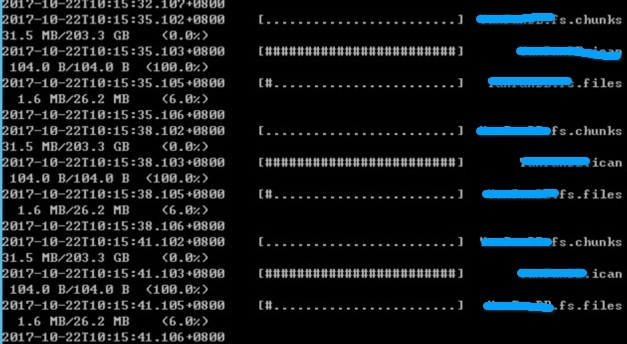 2017-10-22T10:15:32.107+0800
2017-10-22T10:15:35.102+0800 [........................] .fs.chunks
31.5 MB/203.3 GB (0.0%)
2017-10-22T10:15:35.103+0800 [########################] .ican
104.0 B/104.0 B (100.0%)
2017-10-22T10:15:35.105+0800 [#.......................] .files
1.6 MB/26.2 MB (6.0%)
2017-10-22T10:15:35.106+0800
2017-10-22T10:15:38.102+0800 [........................] fs.chunks
31.5 MB/203.3 GB (0.0%)
2017-10-22T10:15:38.103+0800 [########################] .ican
104.0 B/104.0 B (100.0%)
2017-10-22T10:15:38.105+0800 [#.......................] .fs.files
1.6 MB/26.2 MB (6.0%)
2017-10-22T10:15:38.106+0800
2017-10-22T10:15:41.102+0800 [........................] fs.chunks
31.5 MB/203.3 GB (0.0%)
2017-10-22T10:15:41.103+0800 [########################] .ican
104.0 B/104.0 B (100.0%)
2017-10-22T10:15:41.105+0800 [#.......................] .fs.files
1.6 MB/26.2 MB (6.0%)
2017-10-22T10:15:41.106+0800